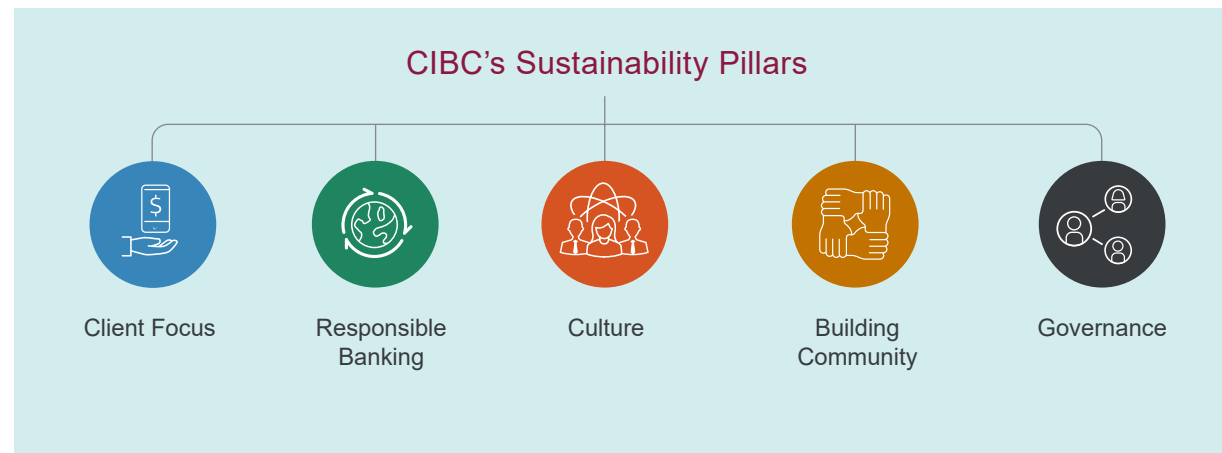 CIBC’s Sustainability Pillars
$
Client Focus
Responsible
Banking
Culture
Building
Community
Governance